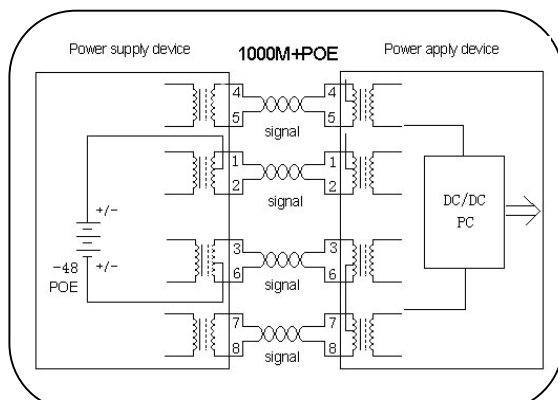 Power supply device
1000M+POE
Power apply device
4
5
signal
4
5
1
2
signal
1
2
+/-
-48
POE
+/-
DC/DC
PC
3
6
signal
3
6
7
8
signal
7
8